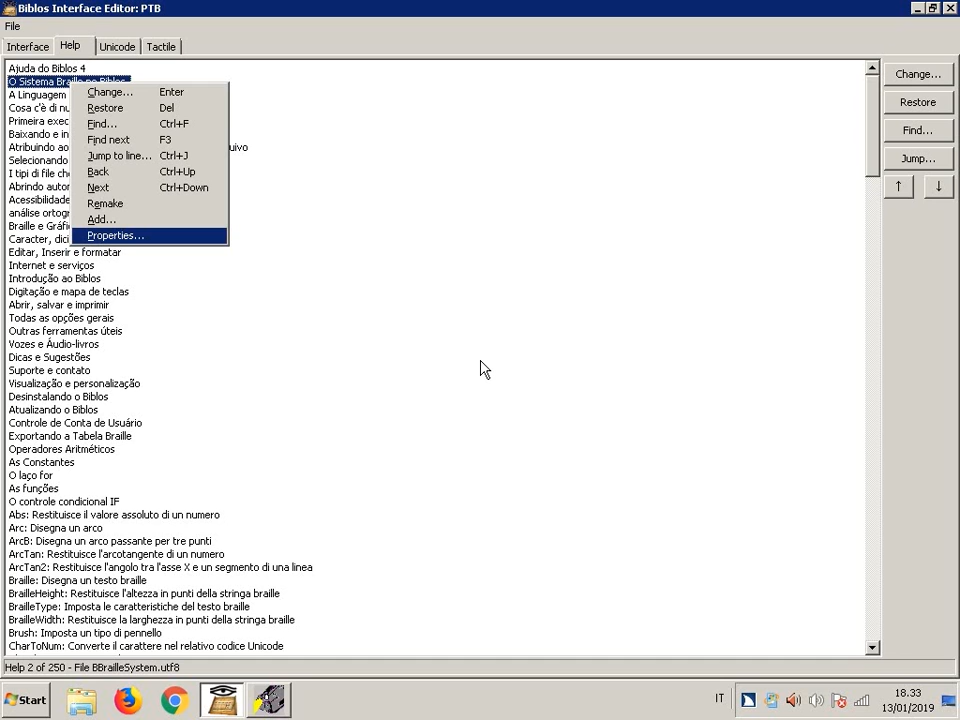 Biblos Interface Editor: PTB
File
Interface Help Unicode Tactile
Ajuda do Biblos 4
O Sistema Braille no Biblos
A Linguagem
Cosa c'è di nu
Primeira exec
Baixando e in
Atribuindo ao uivo
Selecionando
I tipi di file che
Abrindo autor
Acessibilidade
análise ortogr
Braille e Gráfic
Caracter, dici
Editar, Inserir e formatar
Internet e serviços
Introdução ao Biblos
Digitação e mapa de teclas
Abrir, salvar e imprimir
Todas as opções gerais
Outras ferramentas úteis
Vozes e Áudio-livros
Dicas e Sugestões
Suporte e contato
Visualização e personalização
Desinstalando o Biblos
Atualizando o Biblos
Controle de Conta de Usuário
Exportando a Tabela Braille
Operadores Aritméticos
As Constantes
O laço for
As funções
O controle condicional IF
Abs: Restituisce il valore assoluto di un numero
Arc: Disegna un arco
ArcB: Disegna un arco passante per tre punti
ArcTan: Restituisce l'arcotangente di un numero
ArcTan2: Restituisce l'angolo tra l'asse X e un segmento di una linea
Braille: Disegna un testo braille
BrailleHeight: Restituisce l'altezza in punti della stringa braille
BrailleType: Imposta le caratteristiche del testo braille
BrailleWidth: Restituisce la larghezza in punti della stringa braille
Brush: Imposta un tipo di pennello
CharToNum: Converte il carattere nel relativo codice Unicode
Change... Enter
Restore Del
Find... Ctrl+F
Find next F3
Jump to line... Ctrl+J
Back Ctrl+Up
Next Ctrl+Down
Remake
Add...
Properties...
Change...
Restore
Find...
Jump...
↑ ↓
Help 2 of 250 - File BBrailleSystem.utf8
Start
IT
18.33
13/01/2019